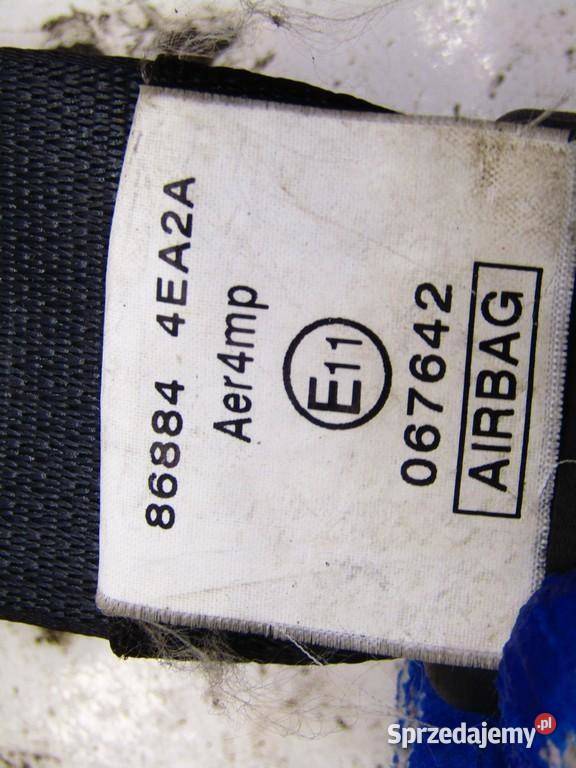 86884 4EA2A
Aer4mp
E11
067642
AIRBAG
Sprzedajemy.pl